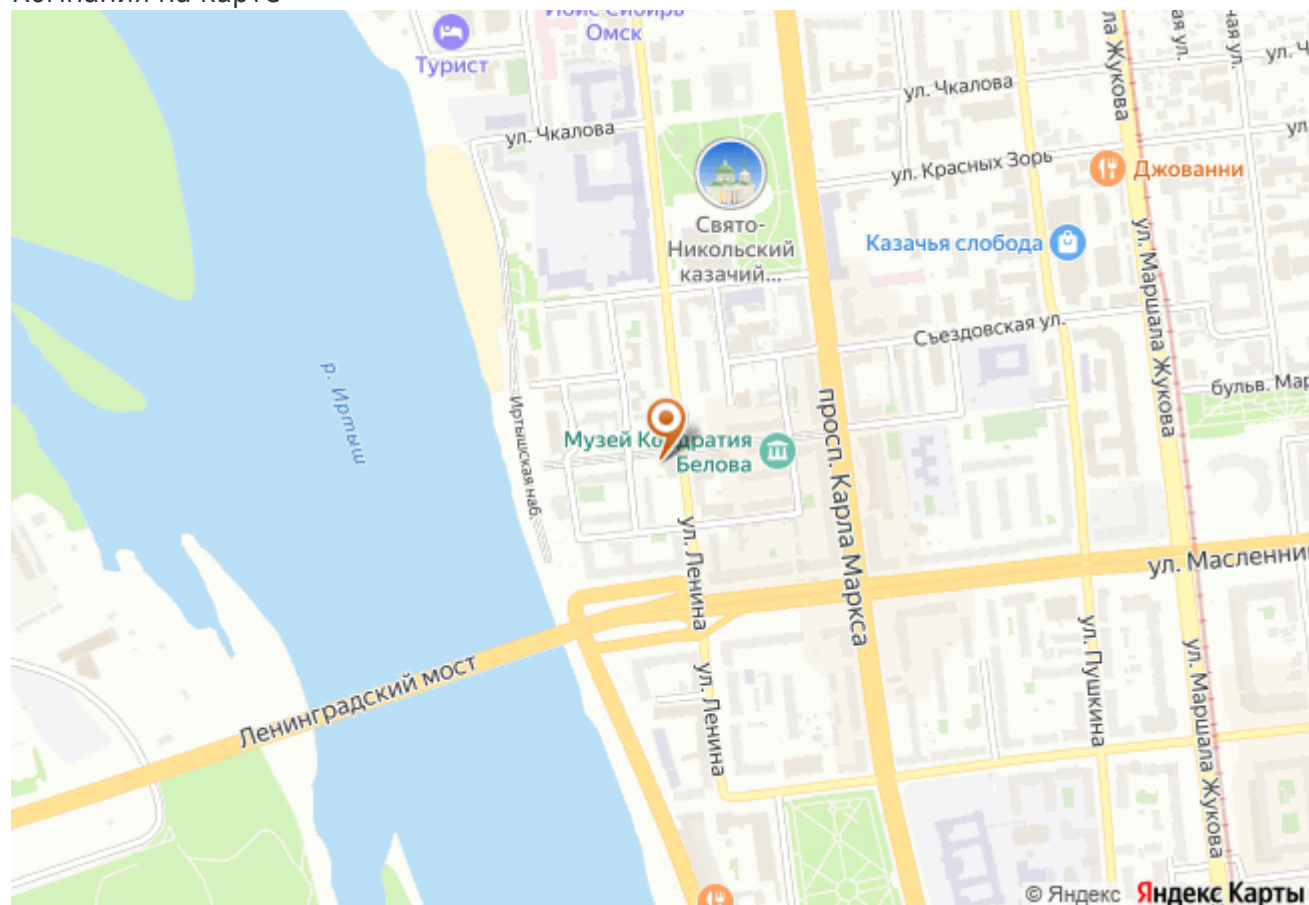 Компания на карте
Ибис Сибирь
Омск
Турист
ул. Чкалова
ул. Чкалова
ул. Красных Зорь
Джованни
Свято-
Никольский
казачий...
Казачья слобода
ул. Маршала Жукова
Съездовская ул.
р. Иртыш
Иртышская наб.
просп. Карла Маркса
Музей Кондратия
Белова
ул. Ленина
Ленинградский мост
ул. Ленина
ул. Пушкина
ул. Маршала Жукова
© Яндекс Яндекс Карты